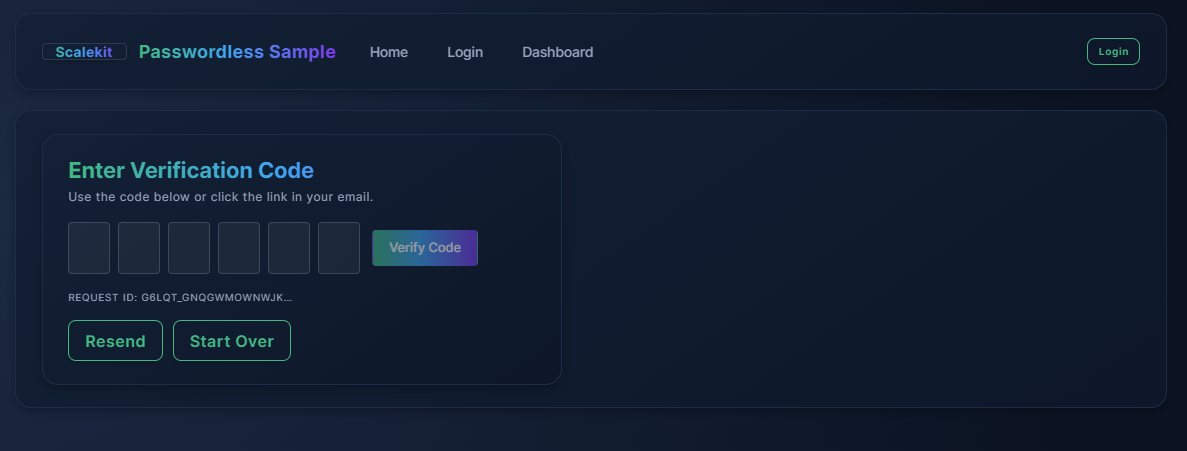 Scalekit Passwordless Sample Home Login Dashboard Login
Enter Verification Code
Use the code below or click the link in your email.
Verify Code
REQUEST ID: G6LQT_GNQGWMOWNWJK...
Resend Start Over